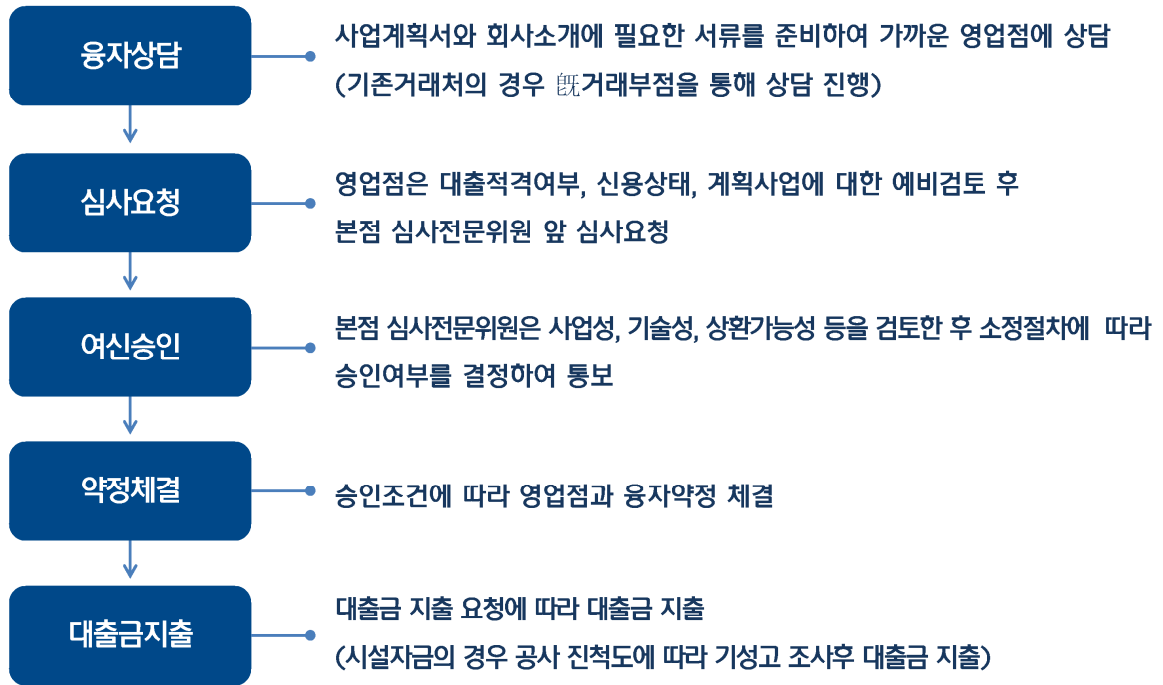 융자상담
사업계획서와 회사소개에 필요한 서류를 준비하여 가까운 영업점에 상담
(기존거래처의 경우 旣거래부점을 통해 상담 진행)
심사요청
영업점은 대출적격여부, 신용상태, 계획사업에 대한 예비검토 후
본점 심사전문위원 앞 심사요청
여신승인
본점 심사전문위원은 사업성, 기술성, 상환가능성 등을 검토한 후 소정절차에 따라
승인여부를 결정하여 통보
약정체결
승인조건에 따라 영업점과 융자약정 체결
대출금지출
대출금 지출 요청에 따라 대출금 지출
(시설자금의 경우 공사 진척도에 따라 기성고 조사후 대출금 지출)